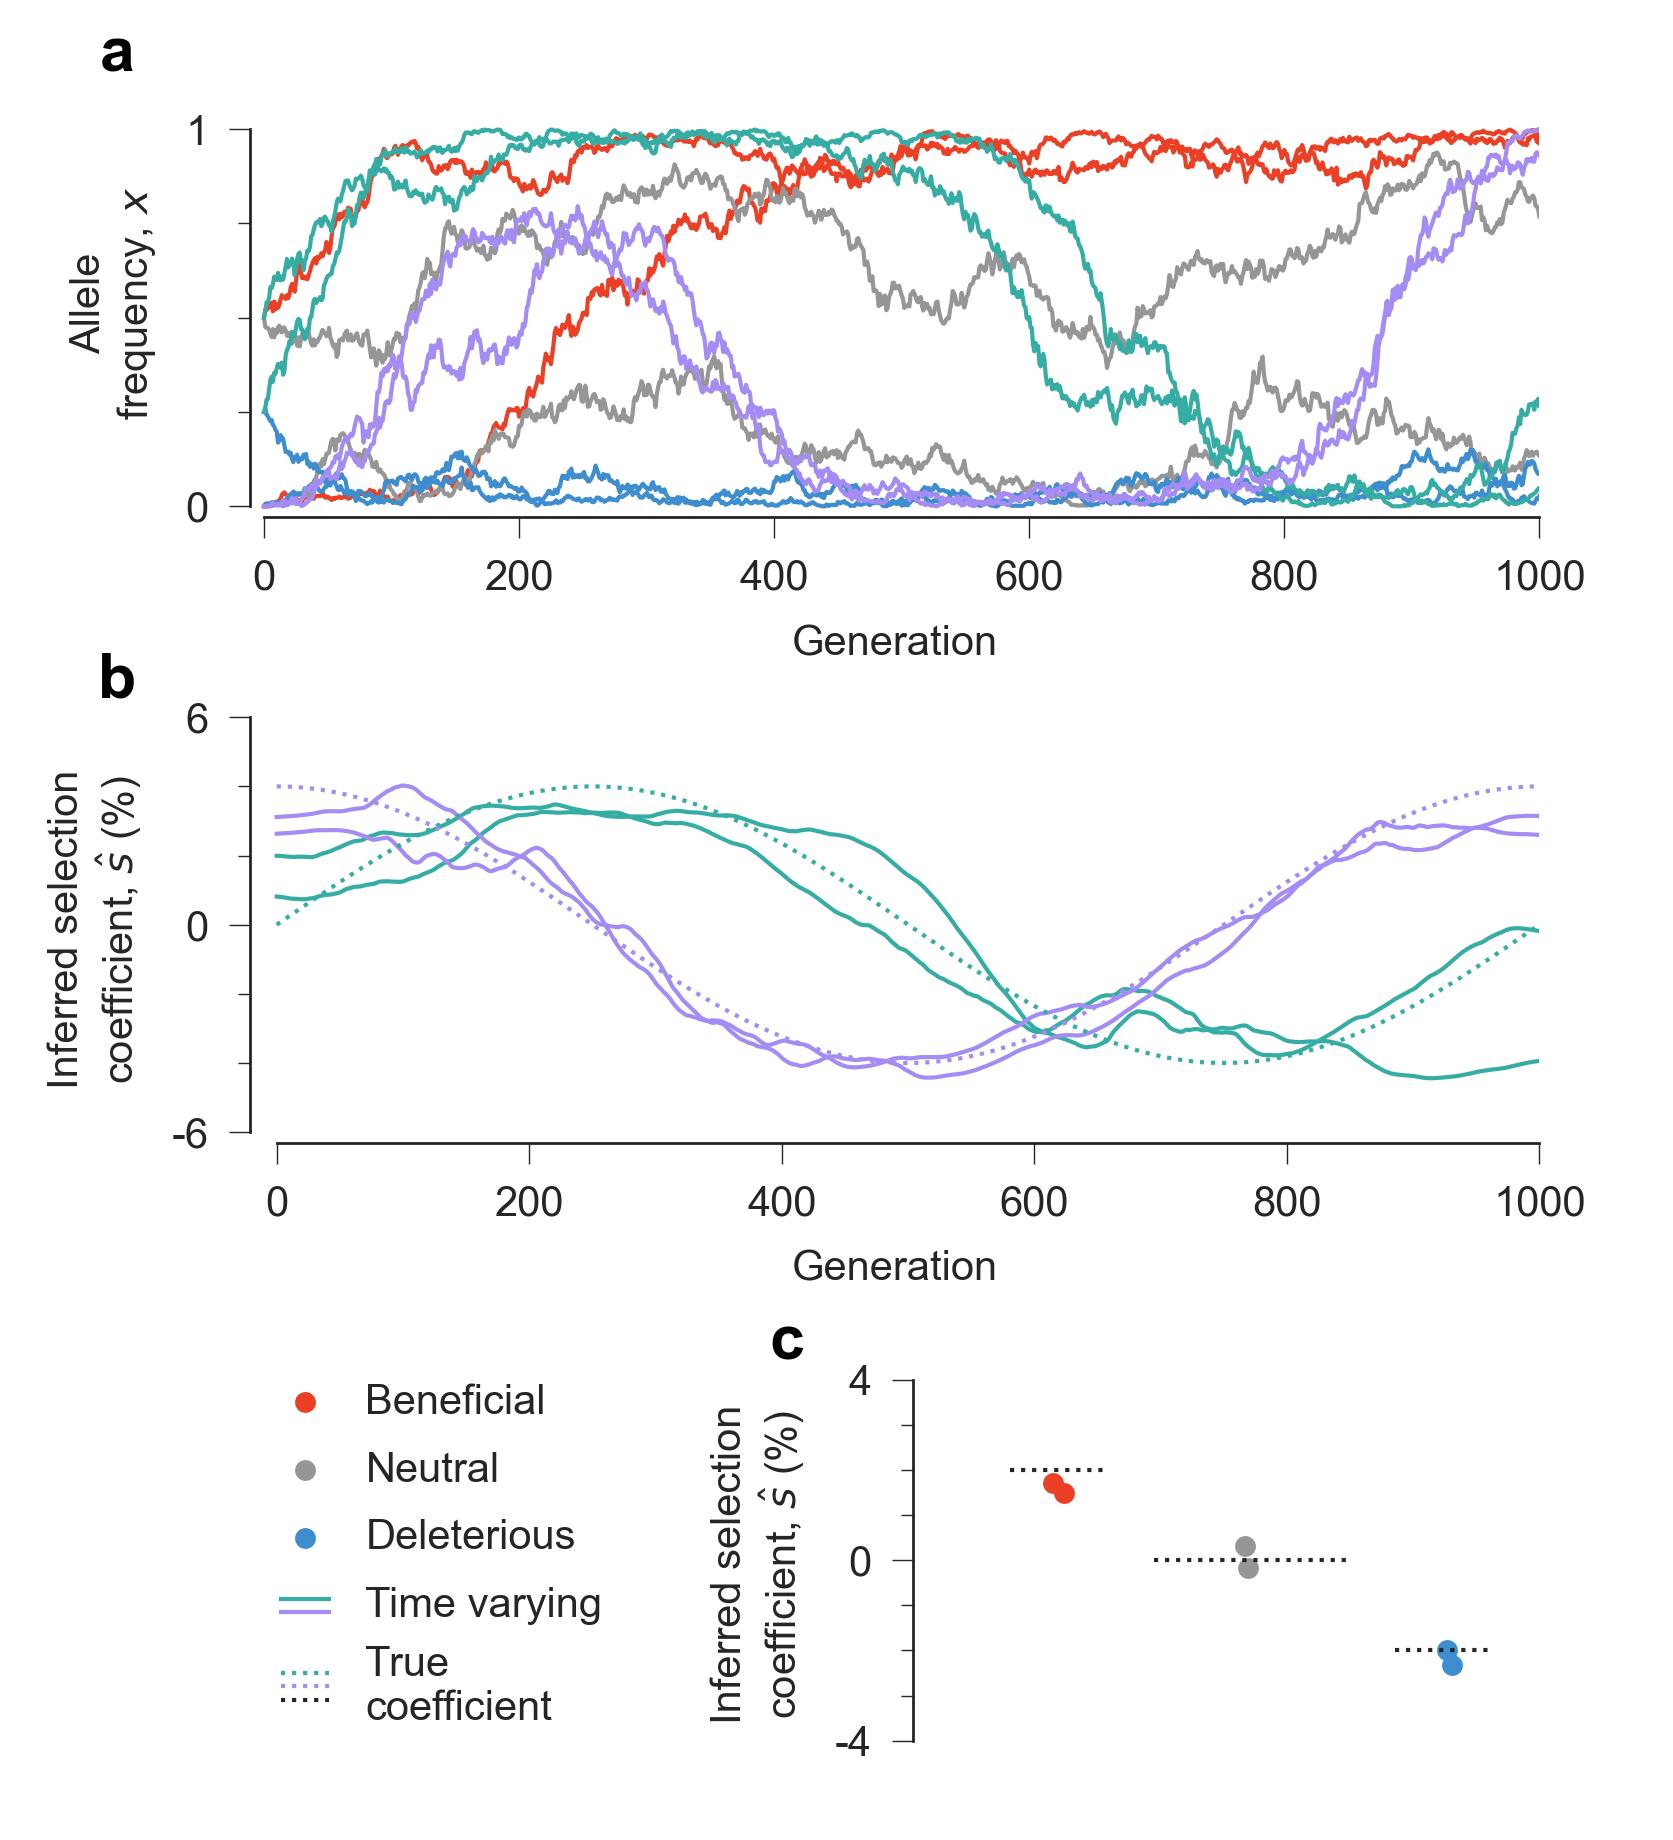 a
Allele
frequency, x
1
0
0 200 400 600 800 1000
Generation
b
Inferred selection
coefficient, ŝ (%)
6
0
-6
0 200 400 600 800 1000
Generation
Beneficial
Neutral
Deleterious
Time varying
True
coefficient
c
Inferred selection
coefficient, ŝ (%)
4
0
-4